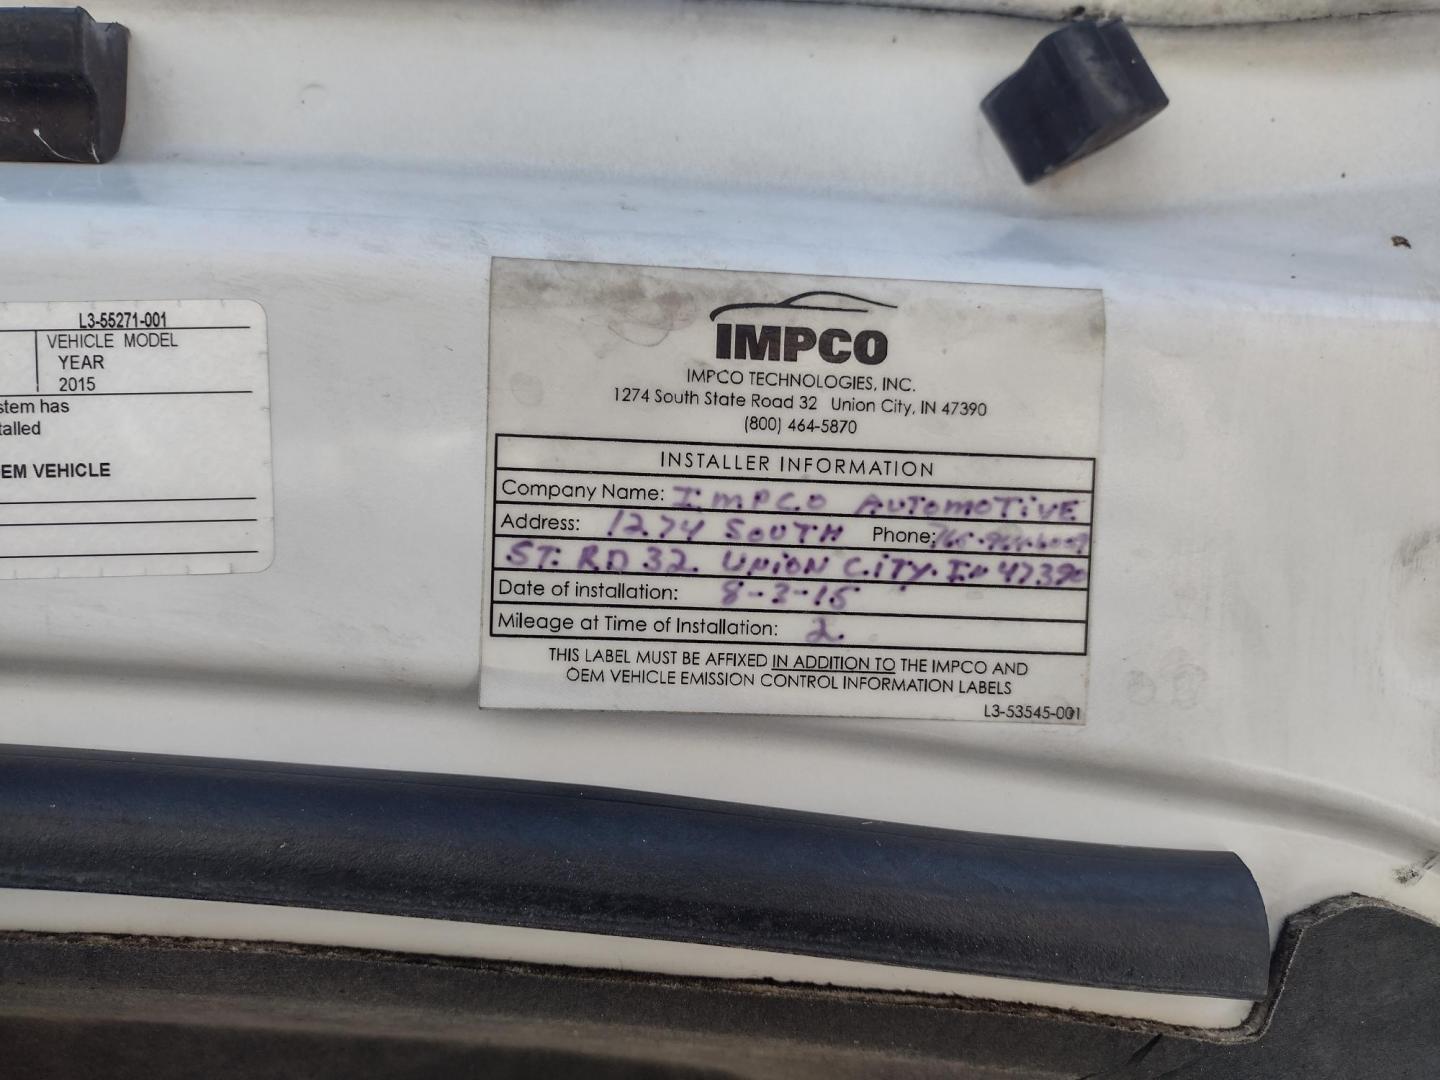 L3-55271-001
VEHICLE MODEL
YEAR
2015
stem has
talled
EM VEHICLE
IMPCO
IMPCO TECHNOLOGIES, INC.
1274 South State Road 32 Union City, IN 47390
(800) 464-5870
INSTALLER INFORMATION
Company Name: IMPCO AUTOMOTIVE
Address: 1274 SOUTH Phone:
ST. RD 32. UNION CITY. IN 47390
Date of installation: 8-3-15
Mileage at Time of Installation: 2.
THIS LABEL MUST BE AFFIXED IN ADDITION TO THE IMPCO AND
OEM VEHICLE EMISSION CONTROL INFORMATION LABELS
L3-53545-001